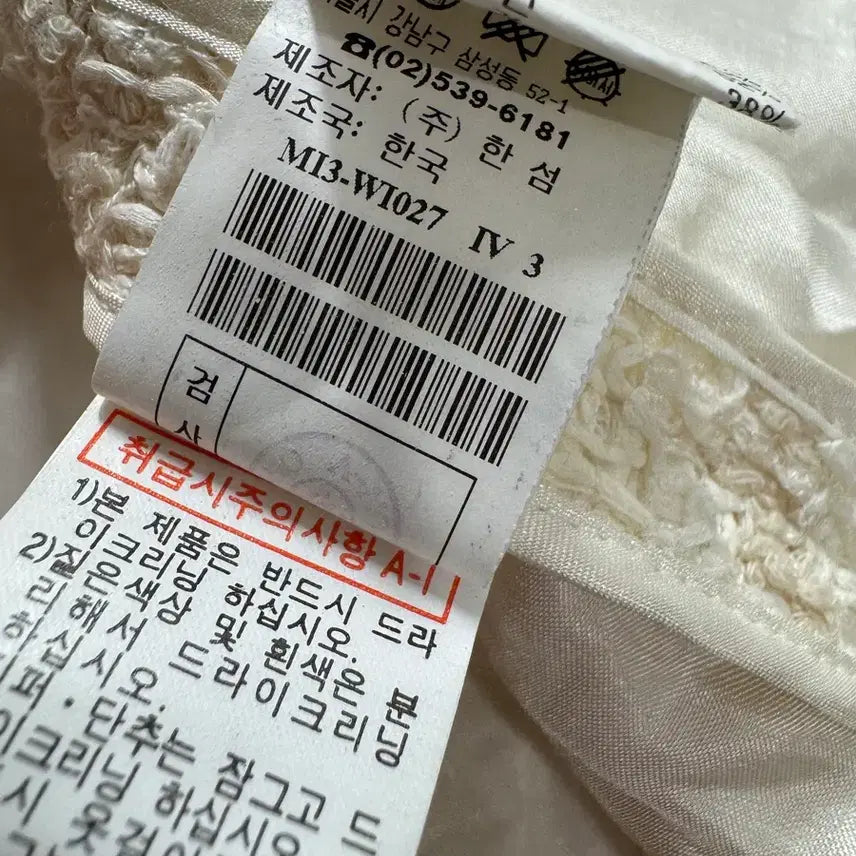 강남구 삼성동 52-1
☎(02)539-6181
제조자: (주) 한 섬
제조국: 한국
MI3-WI027 IV 3
검
사
취급시주의사항 A-1
1)본 제품은 반드시 드라
이크리닝 하십시오.
2)짙은색상 및 흰색은 분
리해서 드라이크리닝
하십시오.
퍼·단추는 잠그고 드
이크리닝 하십시오
시 옷걸이